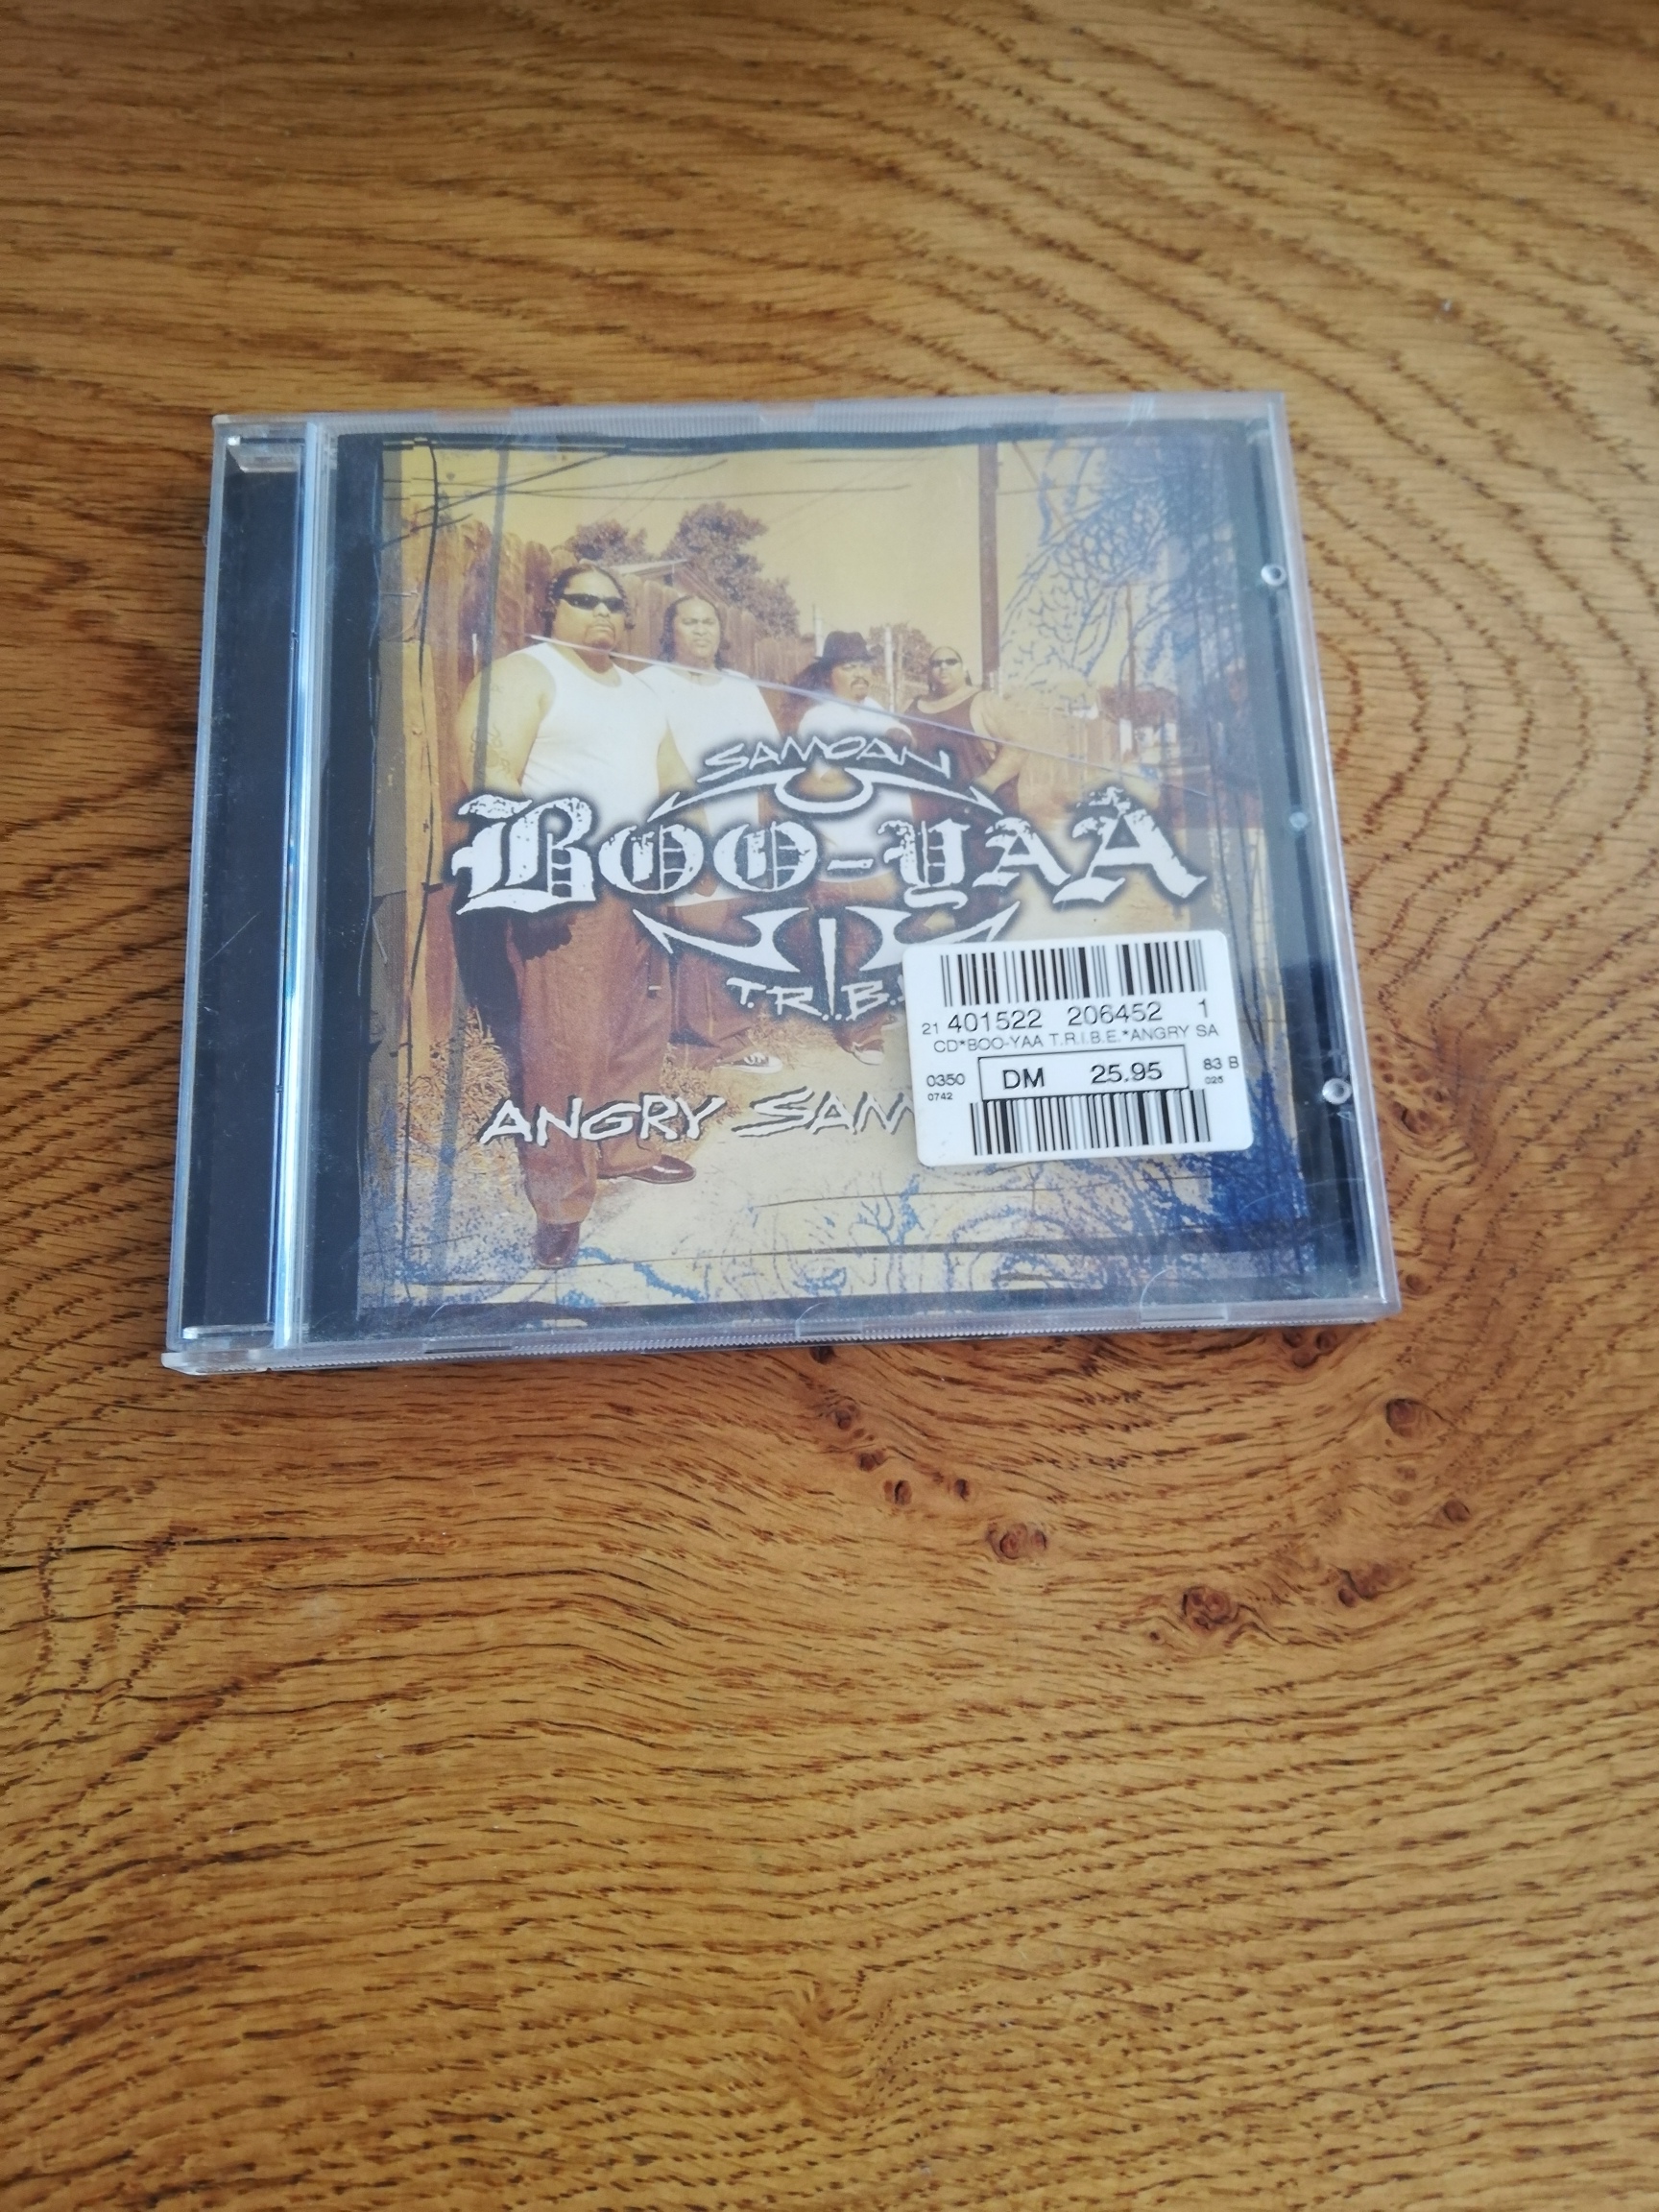 SAMOAN
BOO-YAA
T.R.I.B.
ANGRY SAM
21 401522 206452 1
CD*BOO-YAA T.R.I.B.E.*ANGRY SA
0350 DM 25.95 83 B
0742 025